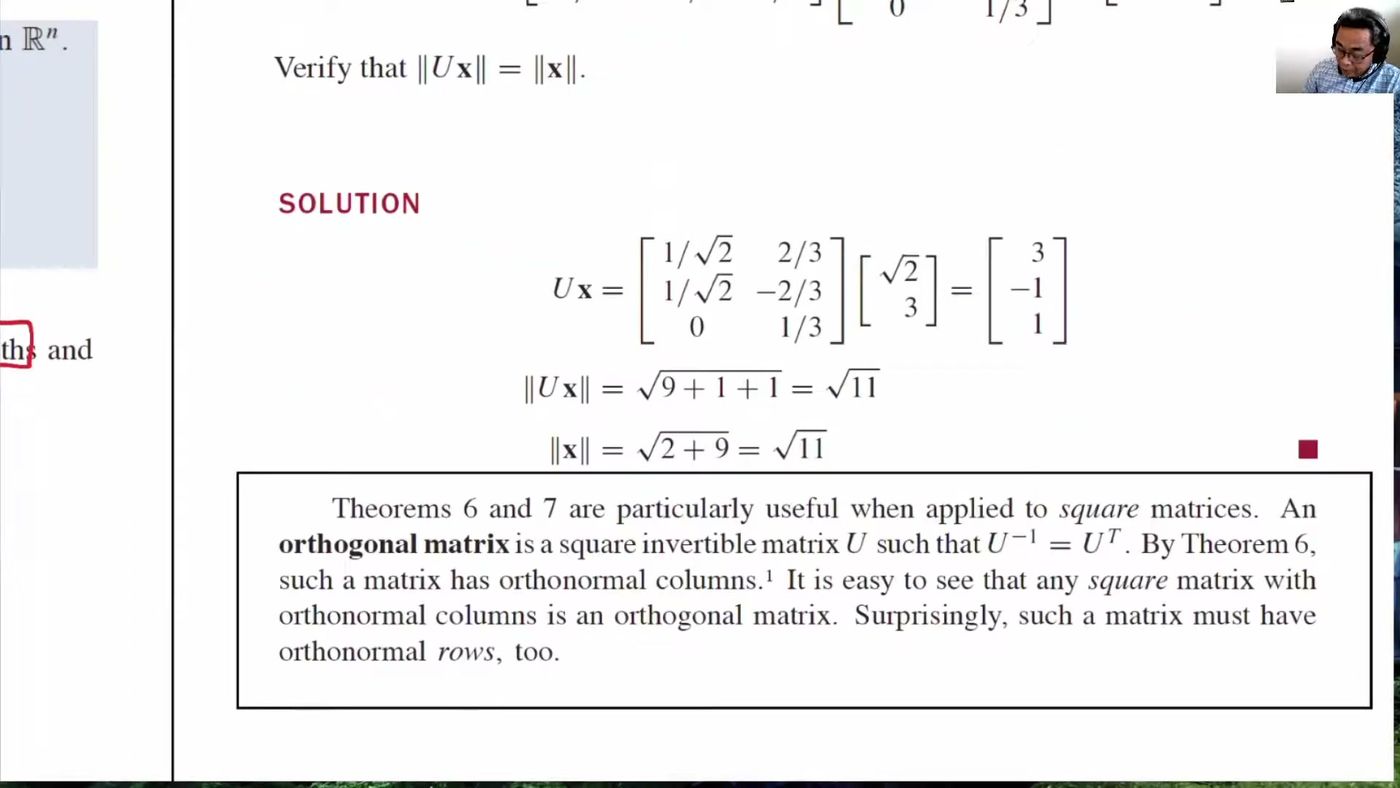 0 1/3
n ℝⁿ.
Verify that ‖Ux‖ = ‖x‖.
SOLUTION
Ux = [ 1/√2 2/3 ] [ √2 ] = [ 3 ]
[ 1/√2 −2/3 ] [ 3 ] [ −1 ]
[ 0 1/3 ] [ 1 ]
ths and
‖Ux‖ = √9 + 1 + 1 = √11
‖x‖ = √2 + 9 = √11
Theorems 6 and 7 are particularly useful when applied to square matrices. An
orthogonal matrix is a square invertible matrix U such that U⁻¹ = Uᵀ. By Theorem 6,
such a matrix has orthonormal columns.¹ It is easy to see that any square matrix with
orthonormal columns is an orthogonal matrix. Surprisingly, such a matrix must have
orthonormal rows, too.